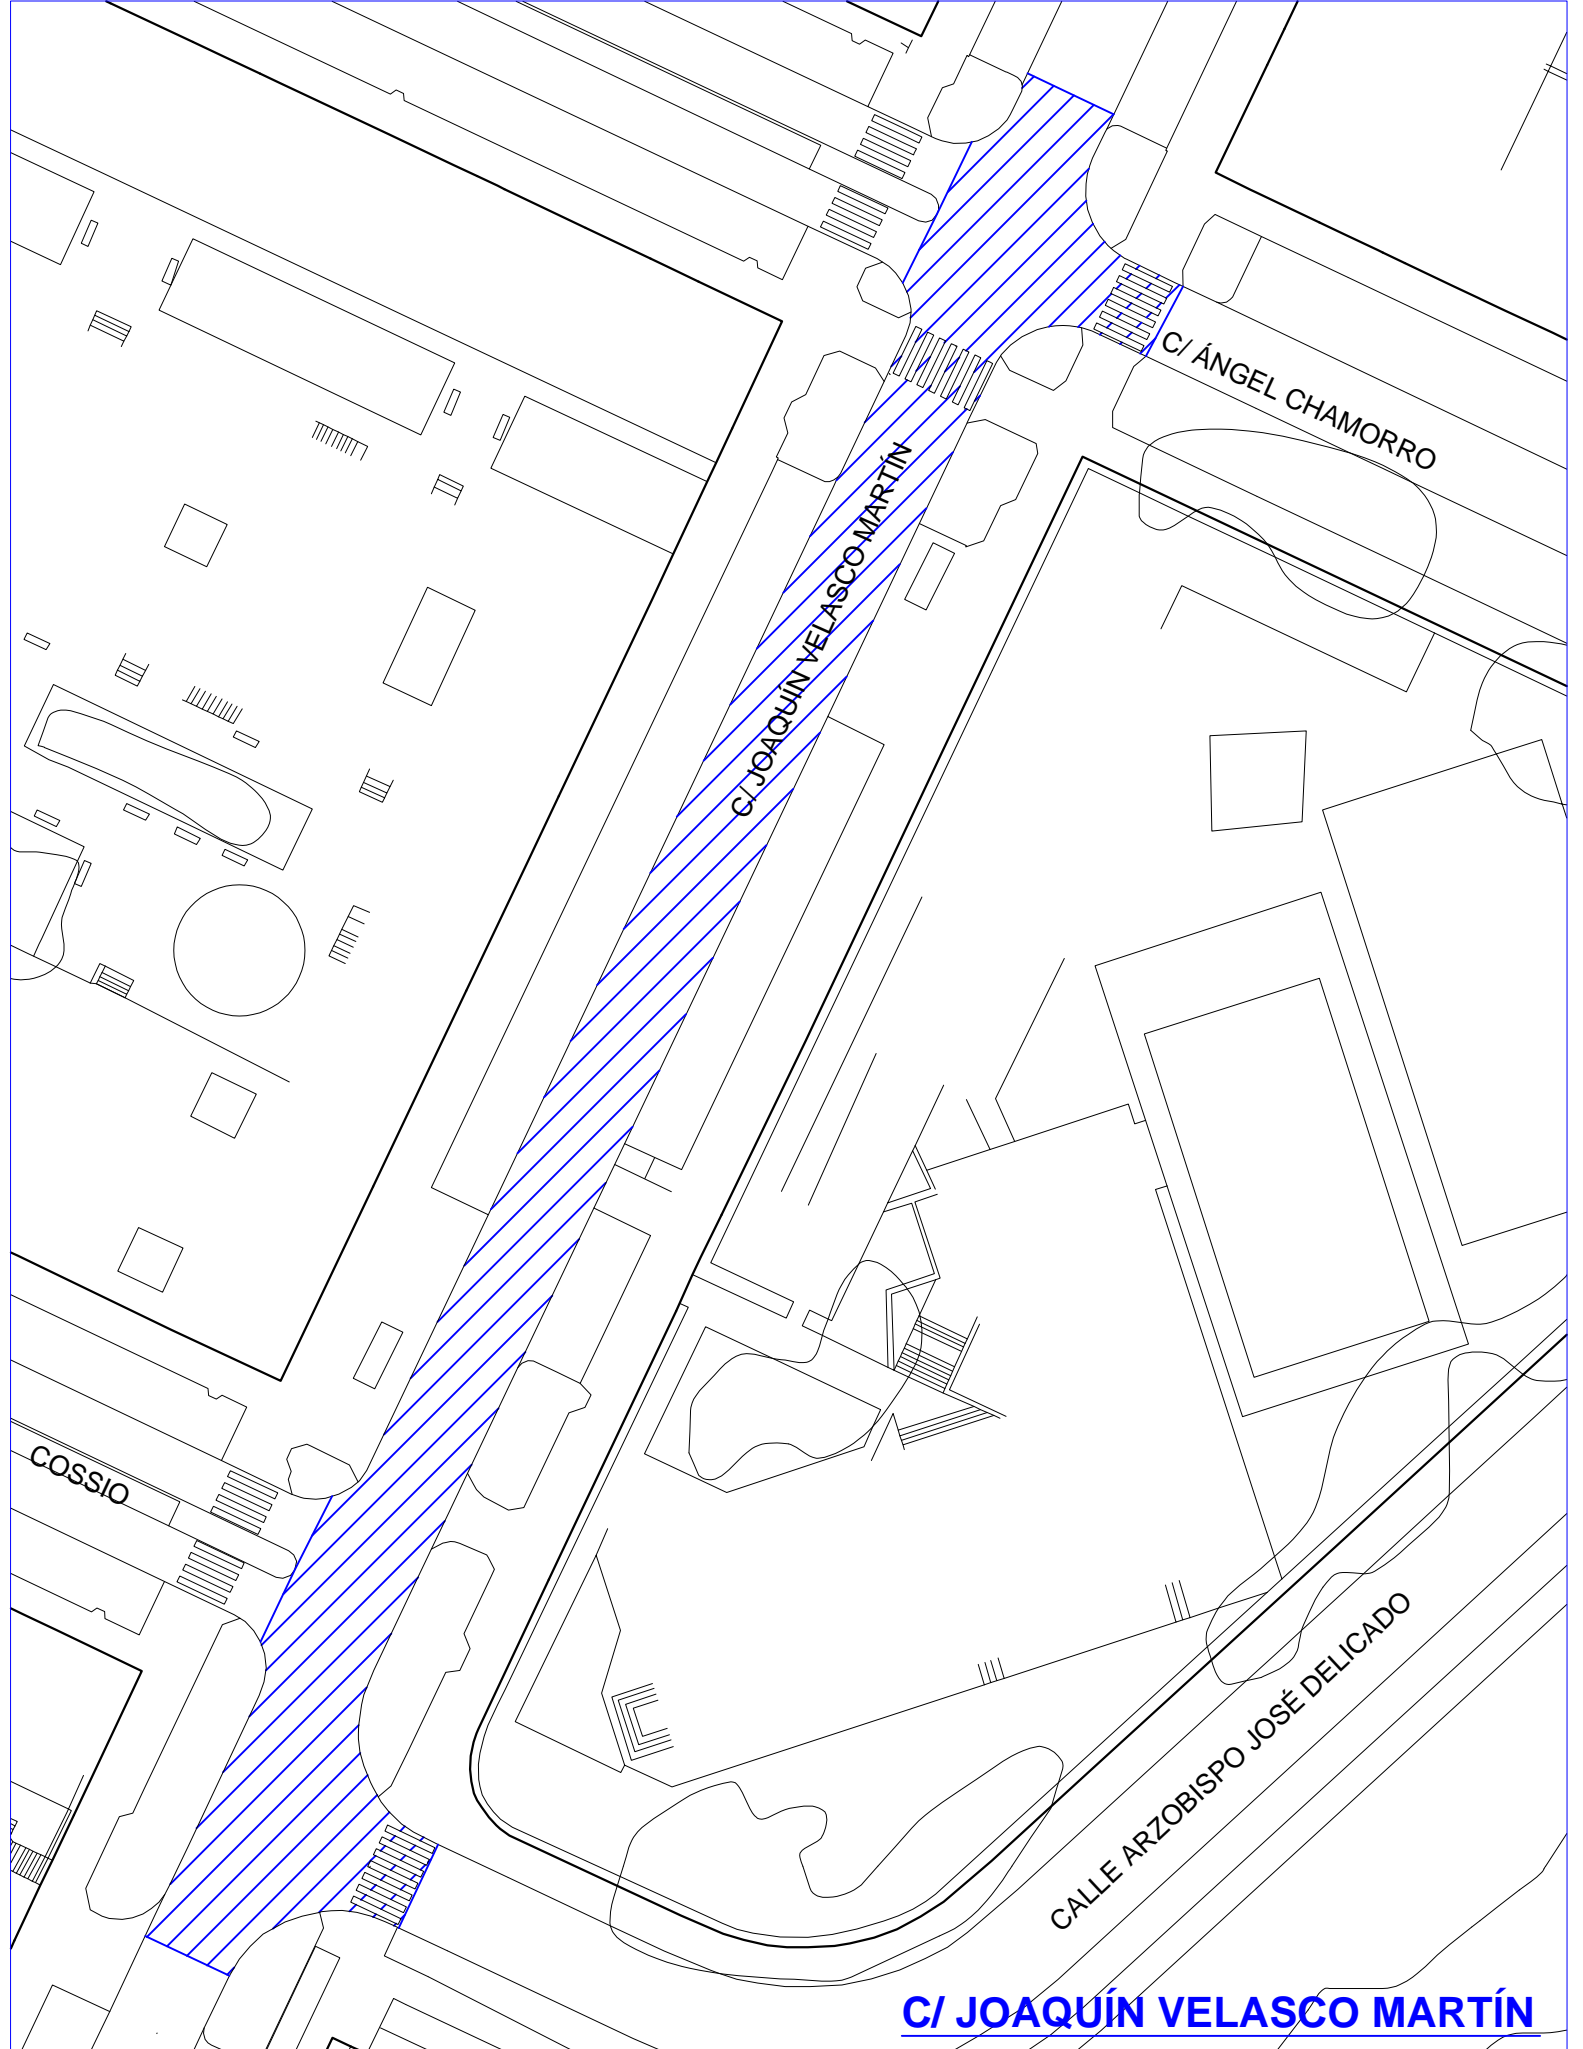 C/ ÁNGEL CHAMORRO
C/ JOAQUÍN VELASCO MARTÍN
COSSIO
CALLE ARZOBISPO JOSÉ DELICADO
C/ JOAQUÍN VELASCO MARTÍN